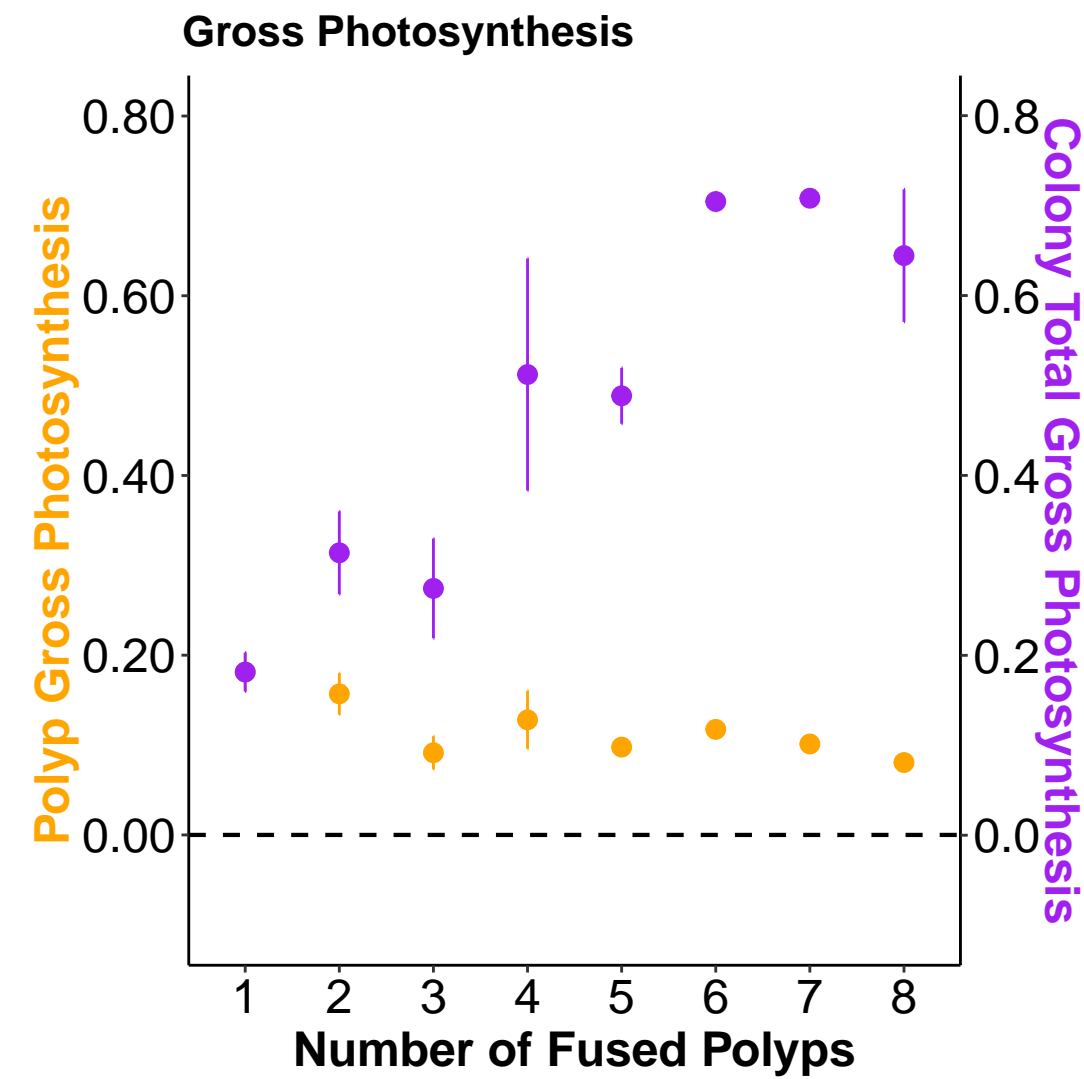 Gross Photosynthesis
Polyp Gross Photosynthesis
0.80
0.60
0.40
0.20
0.00
0.8
0.6
0.4
0.2
0.0
Colony Total Gross Photosynthesis
1 2 3 4 5 6 7 8
Number of Fused Polyps